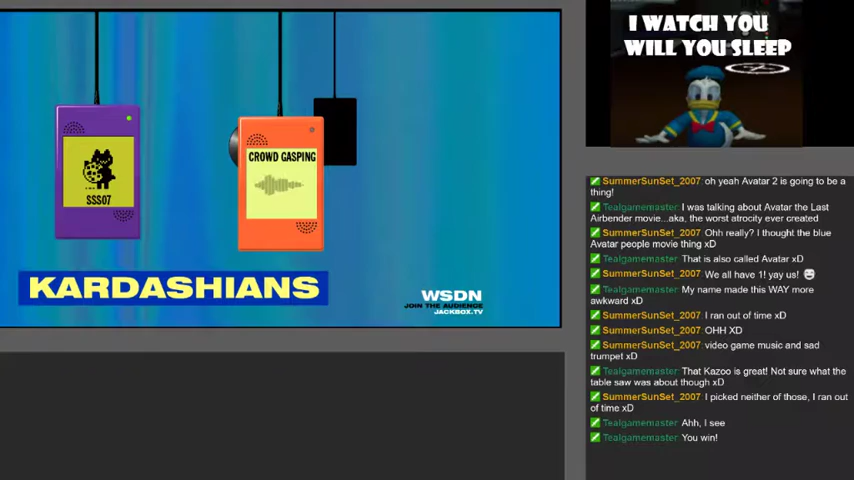 SSS07
CROWD GASPING
KARDASHIANS
WSDN
JOIN THE AUDIENCE
JACKBOX.TV
I WATCH YOU
WILL YOU SLEEP
SummerSunSet_2007: oh yeah Avatar 2 is going to be a
thing!
Tealgamemaster: I was talking about Avatar the Last
Airbender movie...aka, the worst atrocity ever created
SummerSunSet_2007: Ohh really? I thought the blue
Avatar people movie thing xD
Tealgamemaster: That is also called Avatar xD
SummerSunSet_2007: We all have 1! yay us! 😄
Tealgamemaster: My name made this WAY more
awkward xD
SummerSunSet_2007: I ran out of time xD
SummerSunSet_2007: OHH XD
SummerSunSet_2007: video game music and sad
trumpet xD
Tealgamemaster: That Kazoo is great! Not sure what the
table saw was about though xD
SummerSunSet_2007: I picked neither of those, I ran out
of time xD
Tealgamemaster: Ahh, I see
Tealgamemaster: You win!